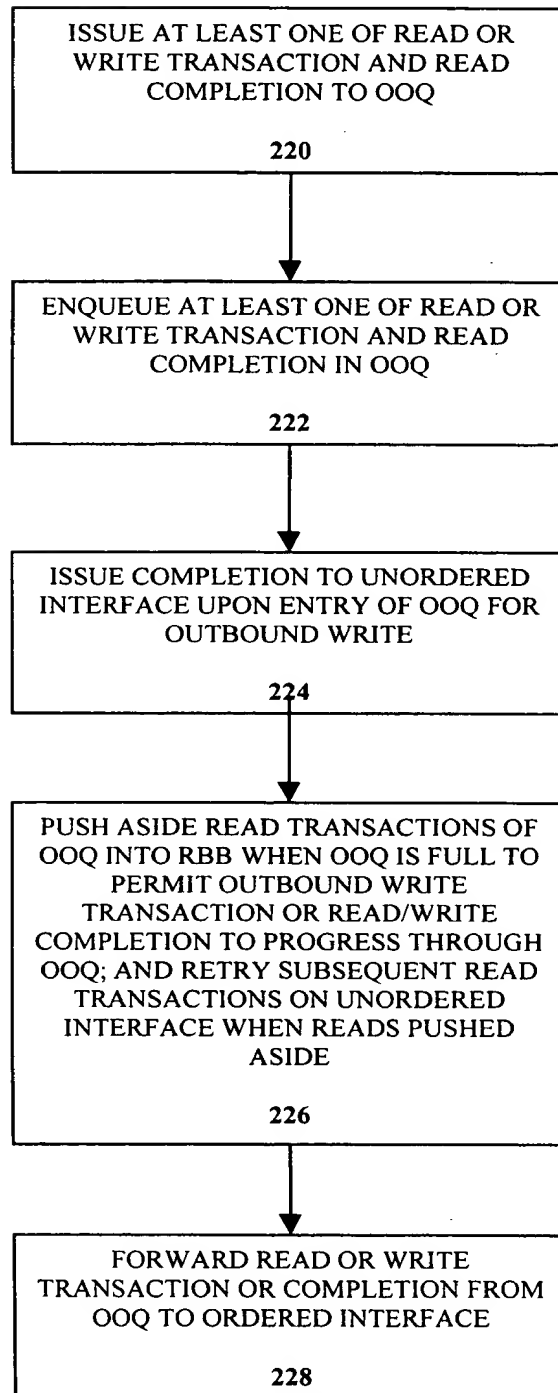 ISSUE AT LEAST ONE OF READ OR
WRITE TRANSACTION AND READ
COMPLETION TO OOQ
220
ENQUEUE AT LEAST ONE OF READ OR
WRITE TRANSACTION AND READ
COMPLETION IN OOQ
222
ISSUE COMPLETION TO UNORDERED
INTERFACE UPON ENTRY OF OOQ FOR
OUTBOUND WRITE
224
PUSH ASIDE READ TRANSACTIONS OF
OOQ INTO RBB WHEN OOQ IS FULL TO
PERMIT OUTBOUND WRITE
TRANSACTION OR READ/WRITE
COMPLETION TO PROGRESS THROUGH
OOQ; AND RETRY SUBSEQUENT READ
TRANSACTIONS ON UNORDERED
INTERFACE WHEN READS PUSHED
ASIDE
226
FORWARD READ OR WRITE
TRANSACTION OR COMPLETION FROM
OOQ TO ORDERED INTERFACE
228